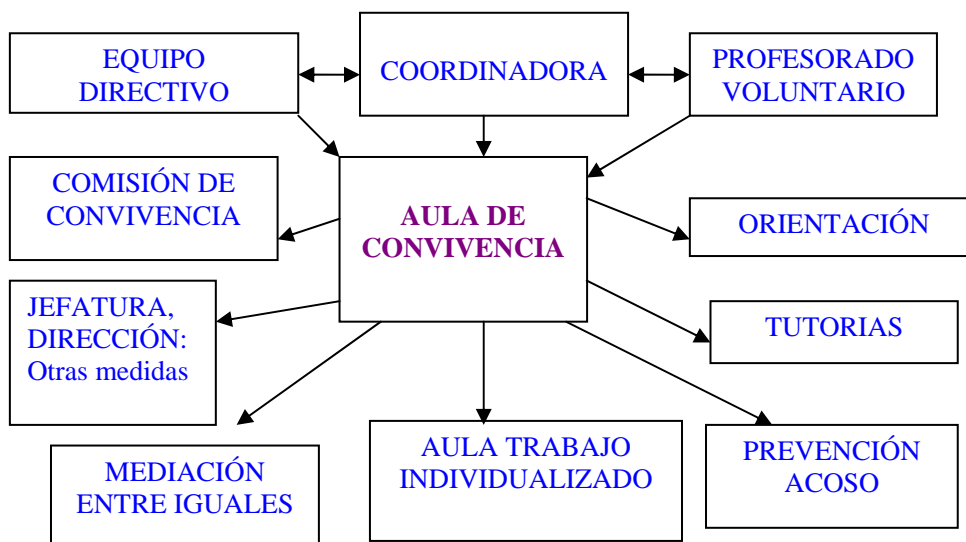 EQUIPO
DIRECTIVO
COORDINADORA
PROFESORADO
VOLUNTARIO
COMISIÓN DE
CONVIVENCIA
AULA DE
CONVIVENCIA
ORIENTACIÓN
JEFATURA,
DIRECCIÓN:
Otras medidas
TUTORIAS
MEDIACIÓN
ENTRE IGUALES
AULA TRABAJO
INDIVIDUALIZADO
PREVENCIÓN
ACOSO